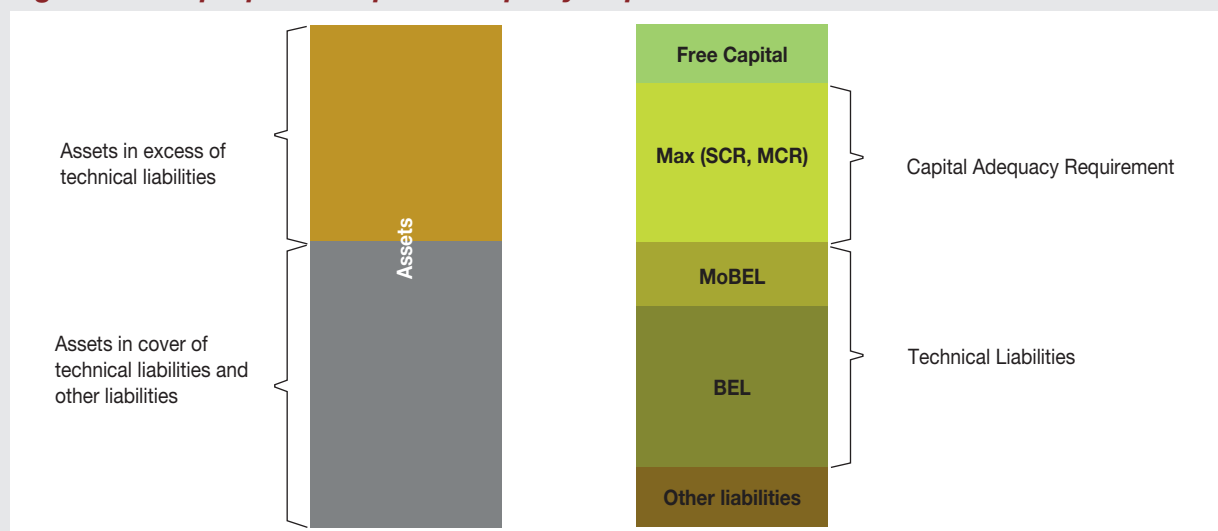 Free Capital
Assets in excess of
technical liabilities
Max (SCR, MCR)
Capital Adequacy Requirement
Assets
MoBEL
Assets in cover of
technical liabilities and
other liabilities
Technical Liabilities
BEL
Other liabilities